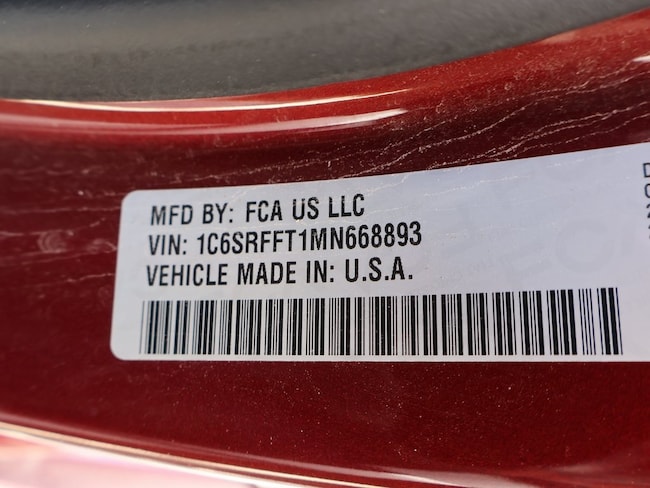 MFD BY: FCA US LLC
VIN: 1C6SRFFT1MN668893
VEHICLE MADE IN: U.S.A.